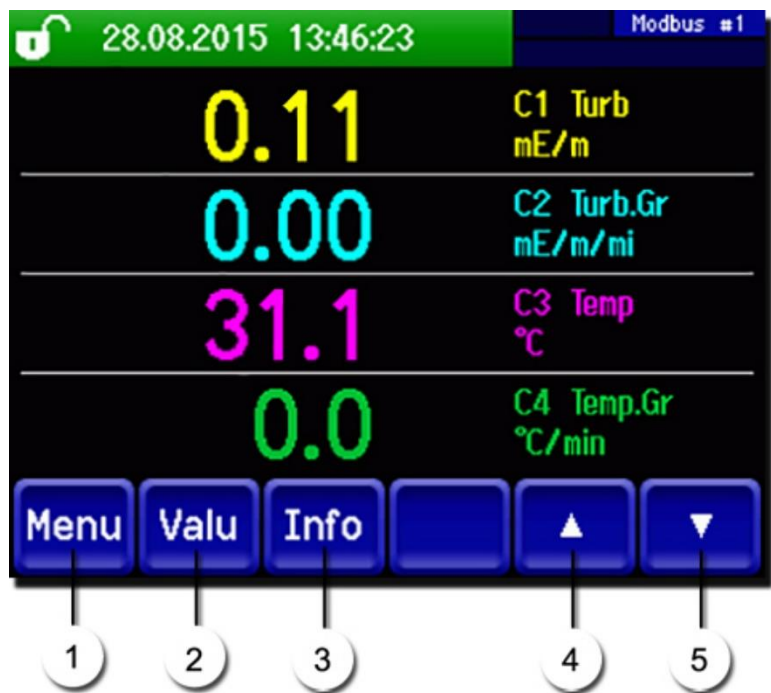 28.08.2015 13:46:23 Modbus #1
0.11 C1 Turb
mE/m
0.00 C2 Turb.Gr
mE/m/mi
31.1 C3 Temp
°C
0.0 C4 Temp.Gr
°C/min
Menu Valu Info ▲ ▼
1 2 3 4 5